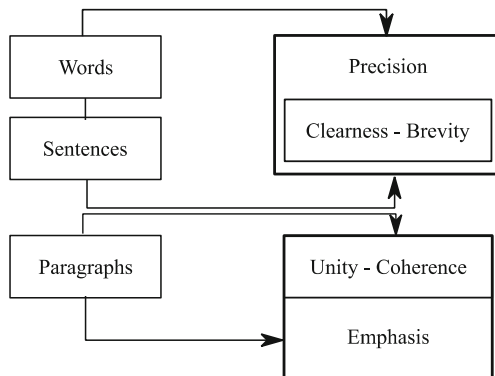 Words
Precision
Clearness - Brevity
Sentences
Paragraphs
Unity - Coherence
Emphasis